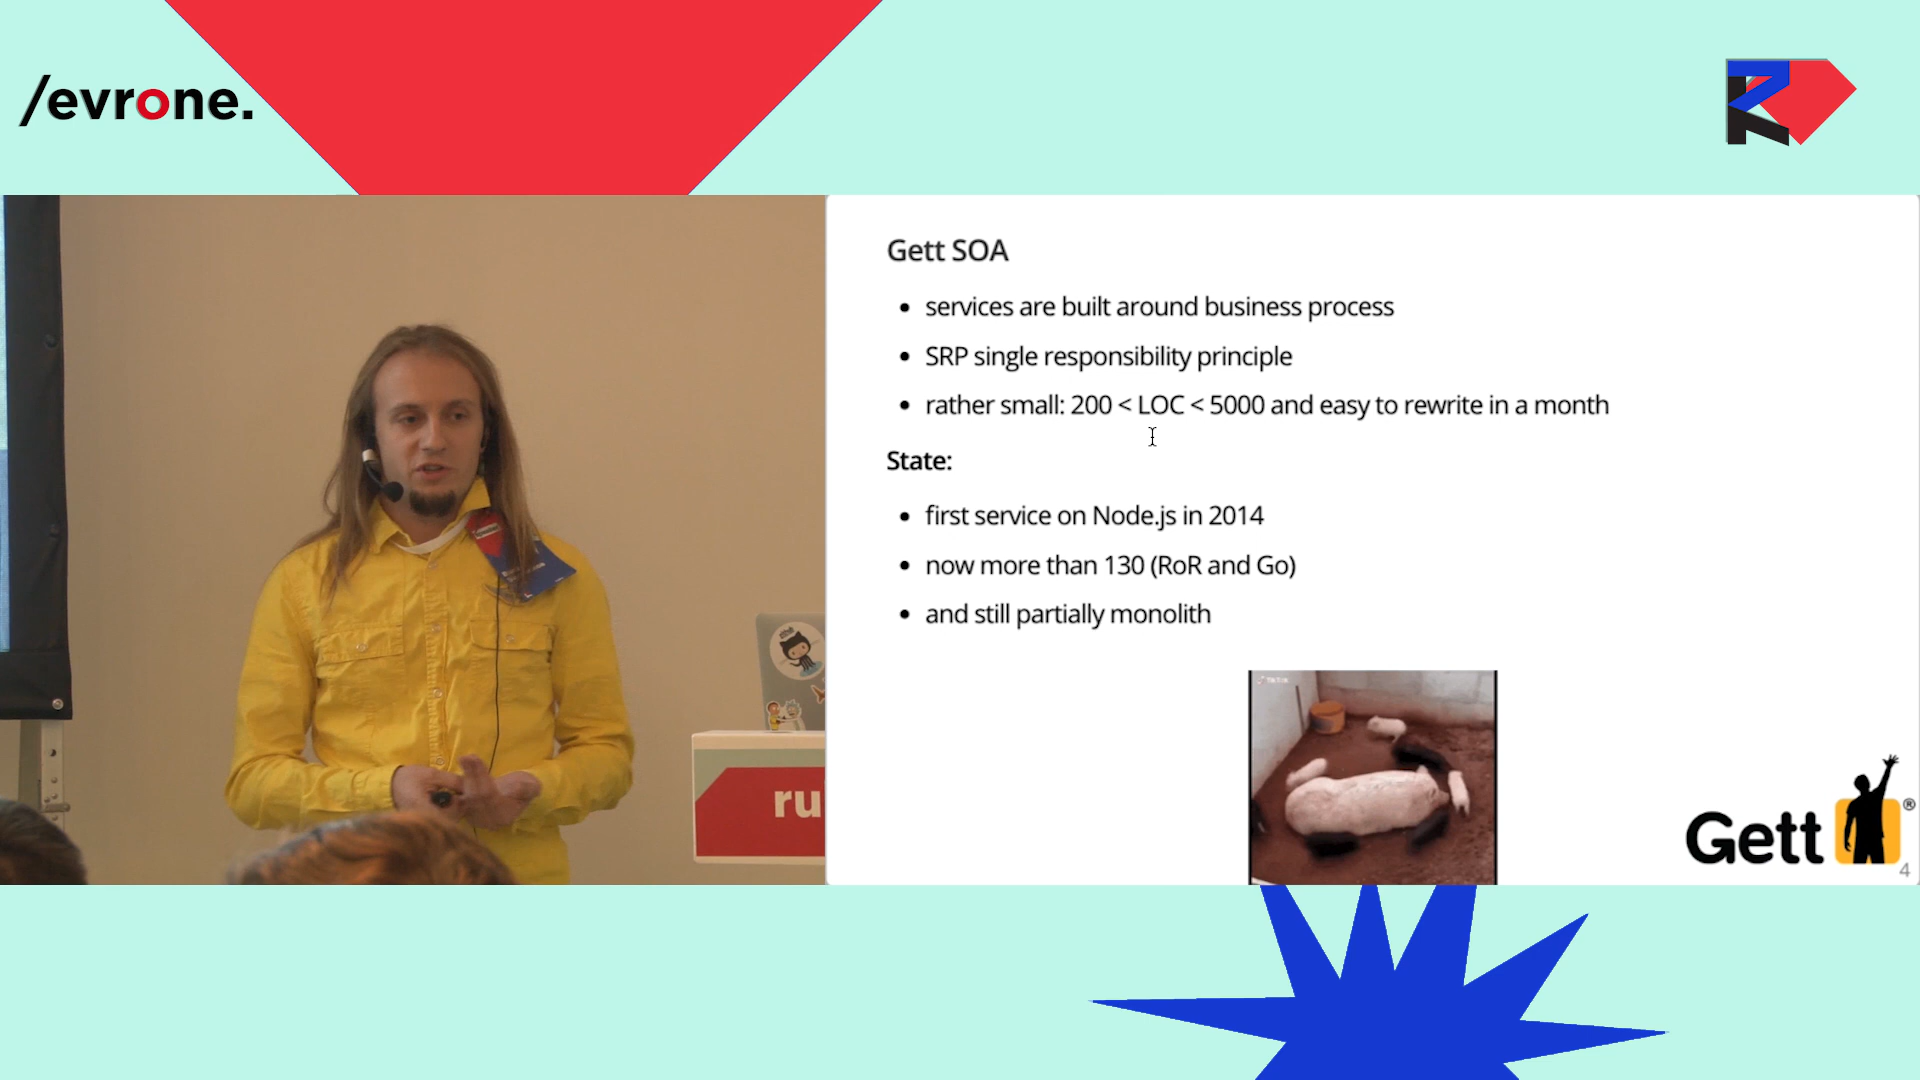 /evrone.
Gett SOA
• services are built around business process
• SRP single responsibility principle
• rather small: 200 < LOC < 5000 and easy to rewrite in a month
State:
• first service on Node.js in 2014
• now more than 130 (RoR and Go)
• and still partially monolith
ru
TikTok
Gett®
4